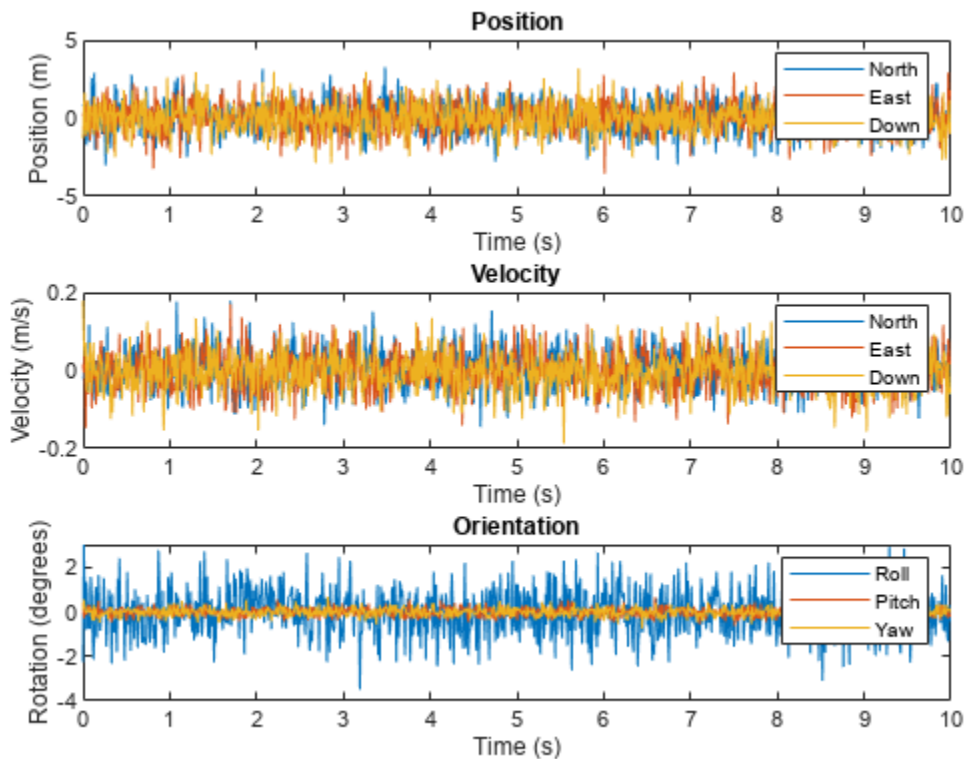 Position
Position (m)
5
0
-5
North
East
Down
0 1 2 3 4 5 6 7 8 9 10
Time (s)
Velocity
Velocity (m/s)
0.2
0
-0.2
North
East
Down
0 1 2 3 4 5 6 7 8 9 10
Time (s)
Orientation
Rotation (degrees)
2
0
-2
-4
Roll
Pitch
Yaw
0 1 2 3 4 5 6 7 8 9 10
Time (s)